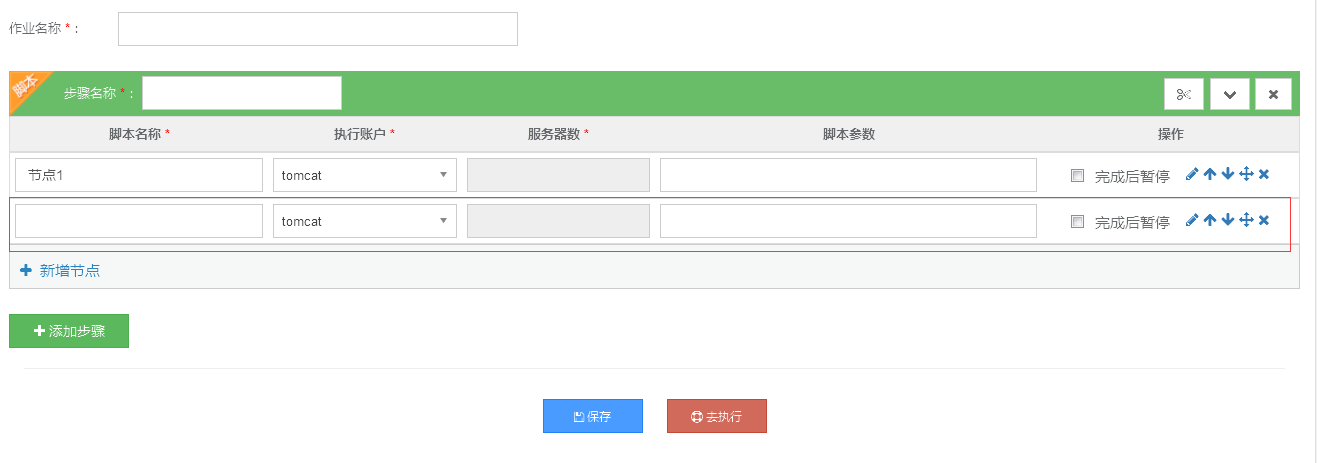 作业名称 * :
脚本
步骤名称 * :
脚本名称 * 执行账户 * 服务器数 * 脚本参数 操作
节点1 tomcat 完成后暂停
tomcat 完成后暂停
新增节点
添加步骤
保存 去执行